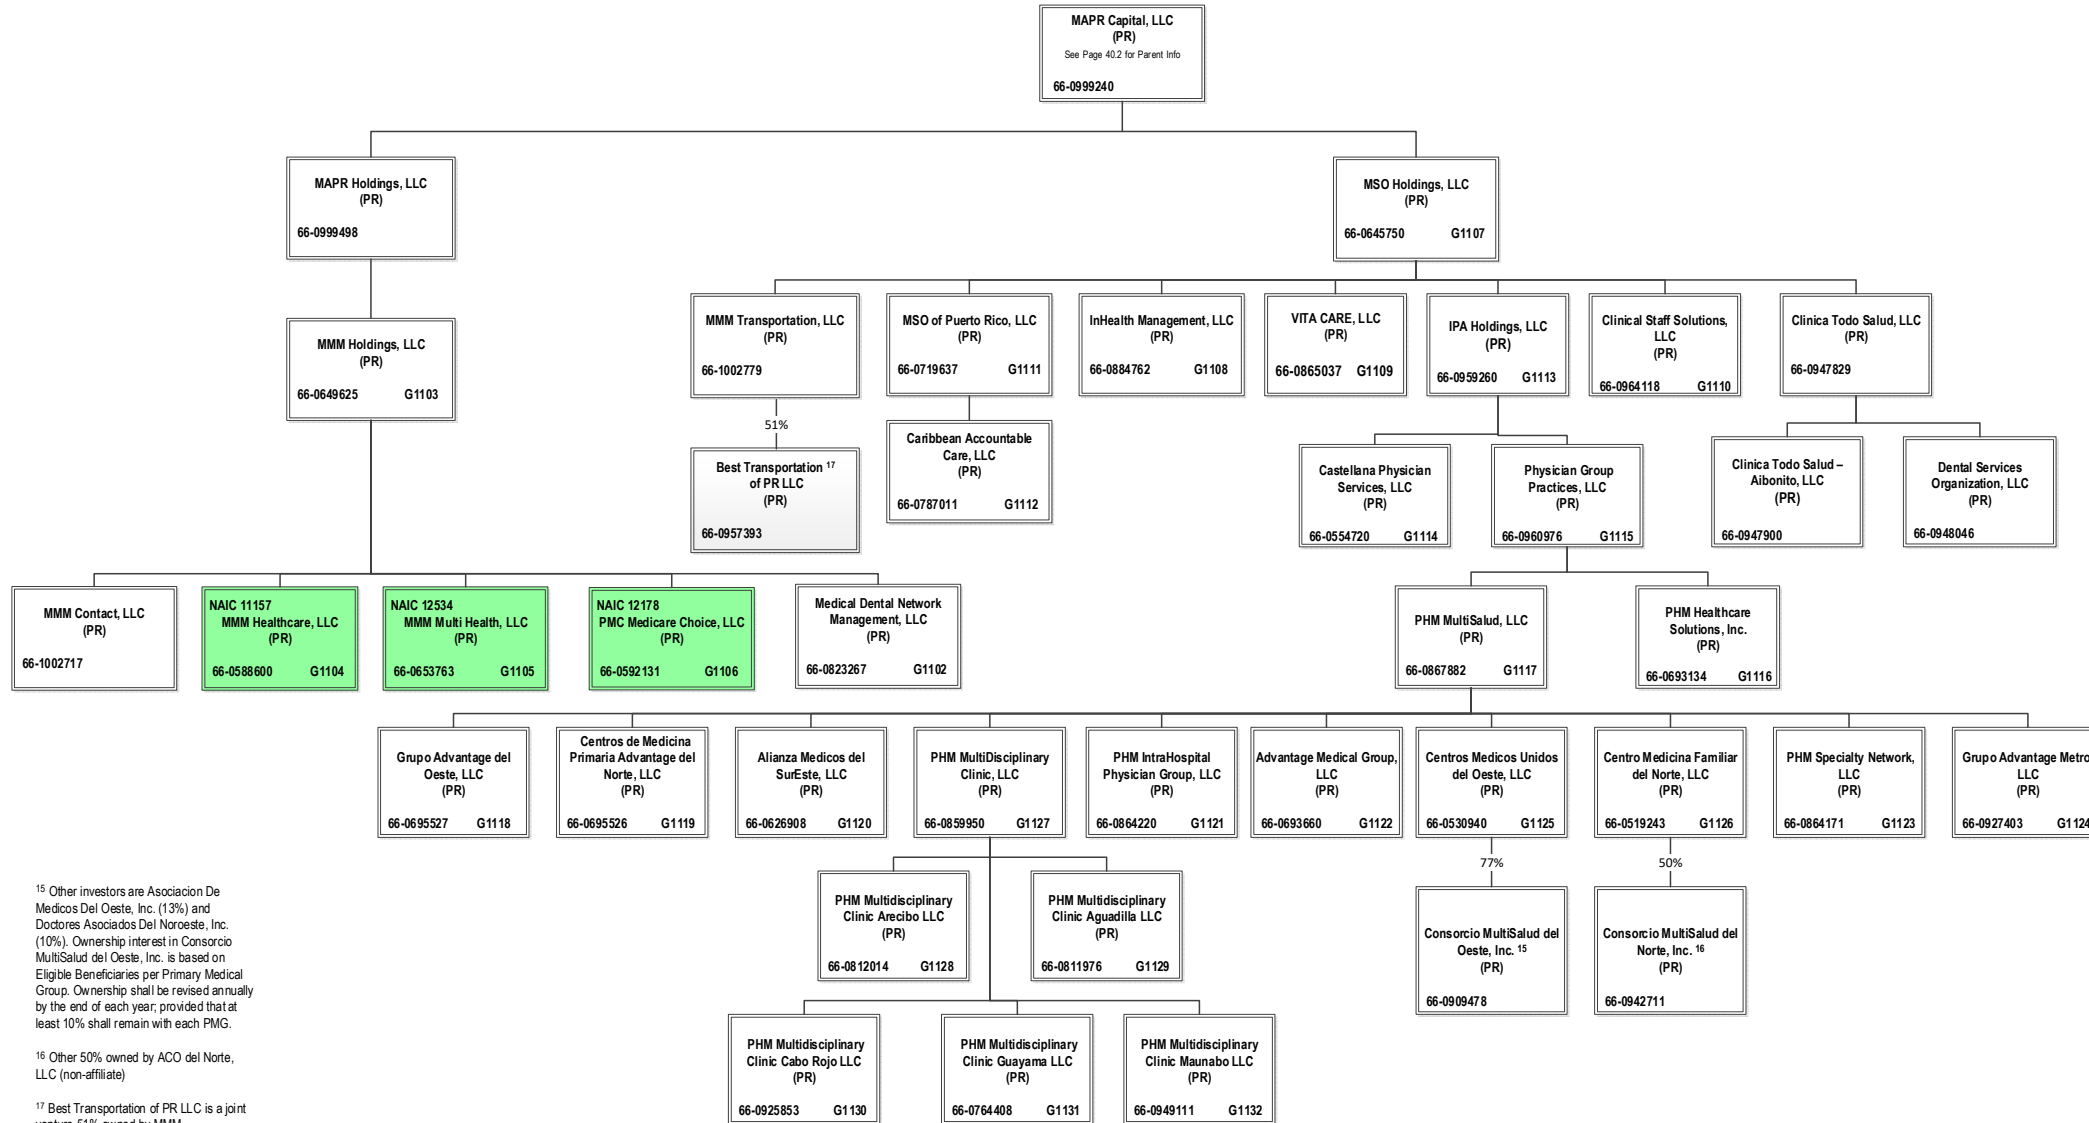 MAPR Capital, LLC
(PR)
See Page 40.2 for Parent Info
66-0999240
MAPR Holdings, LLC
(PR)
66-0999498
MSO Holdings, LLC
(PR)
66-0645750 G1107
MMM Holdings, LLC
(PR)
66-0649625 G1103
MMM Transportation, LLC
(PR)
66-1002779
MSO of Puerto Rico, LLC
(PR)
66-0719637 G1111
InHealth Management, LLC
(PR)
66-0884762 G1108
VITA CARE, LLC
(PR)
66-0865037 G1109
IPA Holdings, LLC
(PR)
66-0959260 G1113
Clinical Staff Solutions,
LLC
(PR)
66-0964118 G1110
Clinica Todo Salud, LLC
(PR)
66-0947829
51%
Best Transportation 17
of PR LLC
(PR)
66-0957393
Caribbean Accountable
Care, LLC
(PR)
66-0787011 G1112
Castellana Physician
Services, LLC
(PR)
66-0554720 G1114
Physician Group
Practices, LLC
(PR)
66-0960976 G1115
Clinica Todo Salud –
Aibonito, LLC
(PR)
66-0947900
Dental Services
Organization, LLC
(PR)
66-0948046
MMM Contact, LLC
(PR)
66-1002717
NAIC 11157
MMM Healthcare, LLC
(PR)
66-0588600 G1104
NAIC 12534
MMM Multi Health, LLC
(PR)
66-0653763 G1105
NAIC 12178
PMC Medicare Choice, LLC
(PR)
66-0592131 G1106
Medical Dental Network
Management, LLC
(PR)
66-0823267 G1102
PHM MultiSalud, LLC
(PR)
66-0867882 G1117
PHM Healthcare
Solutions, Inc.
(PR)
66-0693134 G1116
Grupo Advantage del
Oeste, LLC
(PR)
66-0695527 G1118
Centros de Medicina
Primaria Advantage del
Norte, LLC
(PR)
66-0695526 G1119
Alianza Medicos del
SurEste, LLC
(PR)
66-0626908 G1120
PHM MultiDisciplinary
Clinic, LLC
(PR)
66-0859950 G1127
PHM IntraHospital
Physician Group, LLC
(PR)
66-0864220 G1121
Advantage Medical Group,
LLC
(PR)
66-0693660 G1122
Centros Medicos Unidos
del Oeste, LLC
(PR)
66-0530940 G1125
Centro Medicina Familiar
del Norte, LLC
(PR)
66-0519243 G1126
PHM Specialty Network,
LLC
(PR)
66-0864171 G1123
Grupo Advantage Metro
LLC
(PR)
66-0927403 G1124
PHM Multidisciplinary
Clinic Arecibo LLC
(PR)
66-0812014 G1128
PHM Multidisciplinary
Clinic Aguadilla LLC
(PR)
66-0811976 G1129
77%
Consorcio MultiSalud del
Oeste, Inc. 15
(PR)
66-0909478
50%
Consorcio MultiSalud del
Norte, Inc. 16
(PR)
66-0942711
PHM Multidisciplinary
Clinic Cabo Rojo LLC
(PR)
66-0925853 G1130
PHM Multidisciplinary
Clinic Guayama LLC
(PR)
66-0764408 G1131
PHM Multidisciplinary
Clinic Maunabo LLC
(PR)
66-0949111 G1132
15 Other investors are Asociacion De
Medicos Del Oeste, Inc. (13%) and
Doctores Asociados Del Noroeste, Inc.
(10%). Ownership interest in Consorcio
MultiSalud del Oeste, Inc. is based on
Eligible Beneficiaries per Primary Medical
Group. Ownership shall be revised annually
by the end of each year; provided that at
least 10% shall remain with each PMG.
16 Other 50% owned by ACO del Norte,
LLC (non-affiliate)
17 Best Transportation of PR LLC is a joint
venture 51% owned by MMM